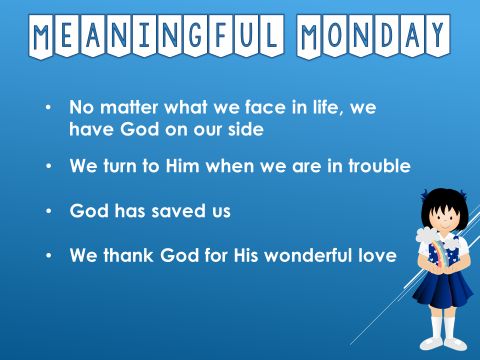 MEANINGFUL MONDAY
• No matter what we face in life, we
have God on our side
• We turn to Him when we are in trouble
• God has saved us
• We thank God for His wonderful love